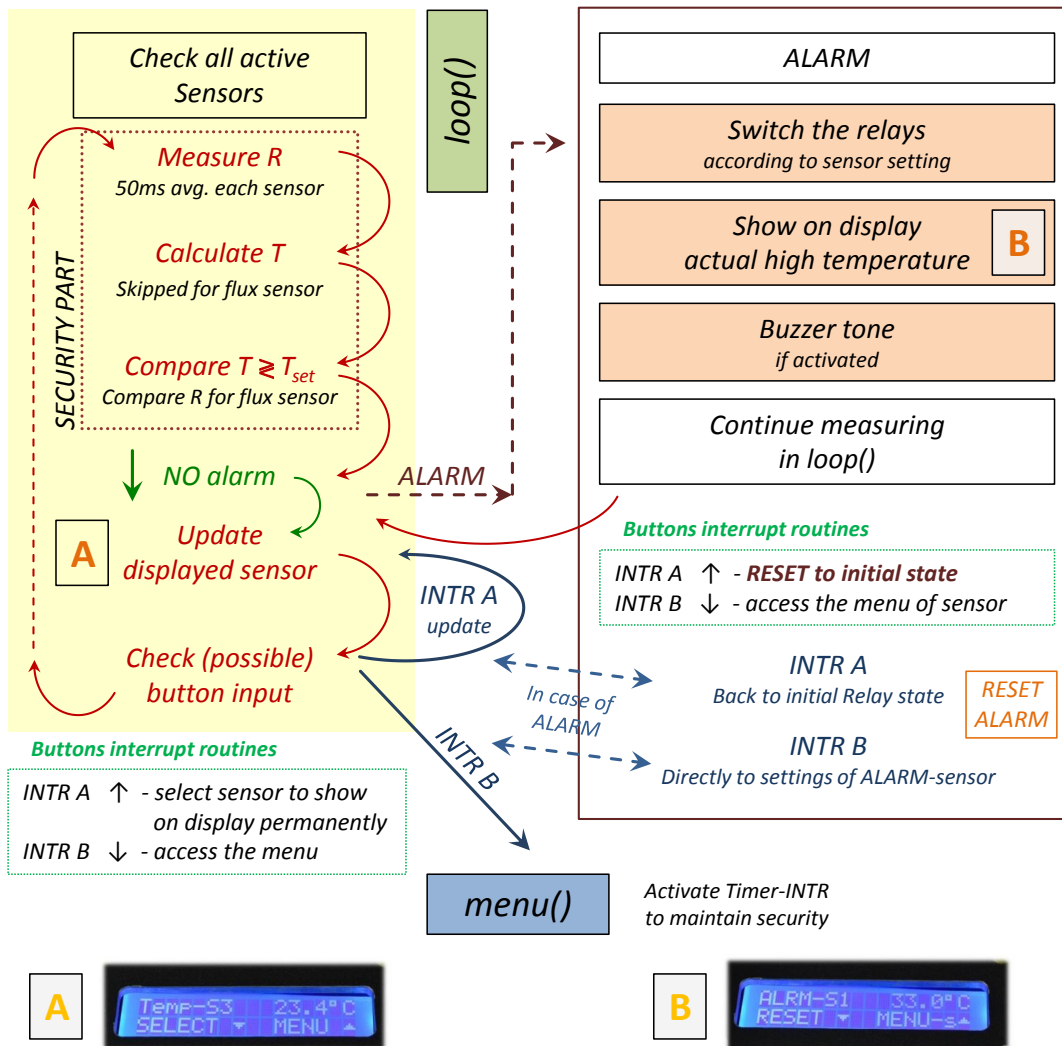 Check all active
Sensors
SECURITY PART
Measure R
50ms avg. each sensor
Calculate T
Skipped for flux sensor
Compare T ≷ T_set
Compare R for flux sensor
NO alarm
A
Update
displayed sensor
Check (possible)
button input
Buttons interrupt routines
INTR A ↑ - select sensor to show
on display permanently
INTR B ↓ - access the menu
loop()
ALARM
INTR A
update
INTR B
In case of
ALARM
menu()
Activate Timer-INTR
to maintain security
ALARM
Switch the relays
according to sensor setting
Show on display
actual high temperature
B
Buzzer tone
if activated
Continue measuring
in loop()
Buttons interrupt routines
INTR A ↑ - RESET to initial state
INTR B ↓ - access the menu of sensor
INTR A
Back to initial Relay state
INTR B
Directly to settings of ALARM-sensor
RESET
ALARM
A
Temp-S3 23.4°C
SELECT ▼ MENU ▲
B
ALRM-S1 33.0°C
RESET ▼ MENU-s▲